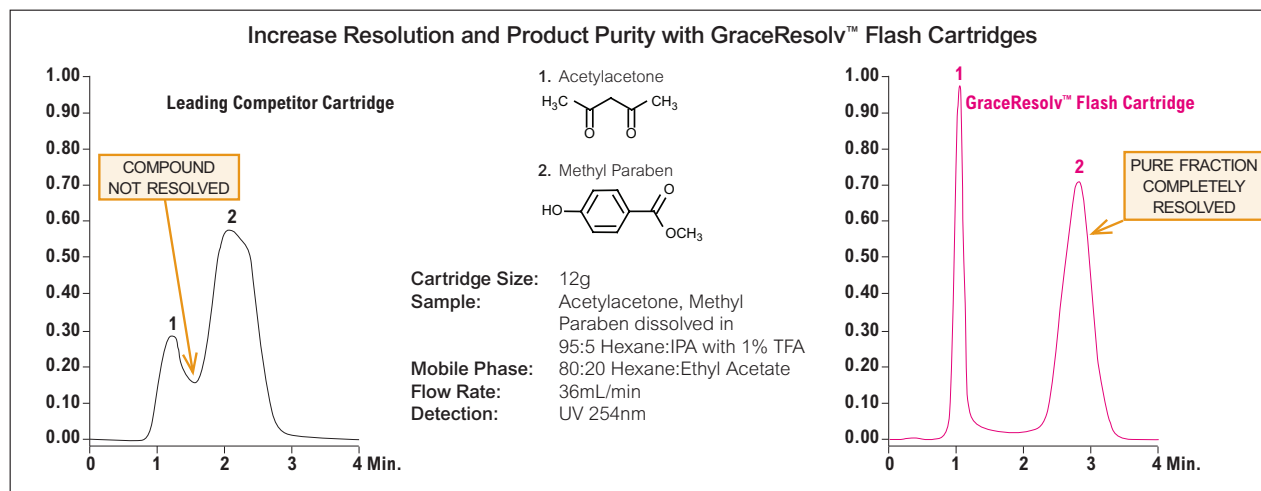 Increase Resolution and Product Purity with GraceResolv™ Flash Cartridges
Leading Competitor Cartridge
1.00
0.90
0.80
0.70
0.60
0.50
0.40
0.30
0.20
0.10
0.00
COMPOUND
NOT RESOLVED
1
2
0 1 2 3 4 Min.
1. Acetylacetone
H₃C CH₃
O O
2. Methyl Paraben
HO
O
OCH₃
Cartridge Size: 12g
Sample: Acetylacetone, Methyl
Paraben dissolved in
95:5 Hexane:IPA with 1% TFA
Mobile Phase: 80:20 Hexane:Ethyl Acetate
Flow Rate: 36mL/min
Detection: UV 254nm
GraceResolv™ Flash Cartridge
1.00
0.90
0.80
0.70
0.60
0.50
0.40
0.30
0.20
0.10
0.00
1
2
PURE FRACTION
COMPLETELY
RESOLVED
0 1 2 3 4 Min.